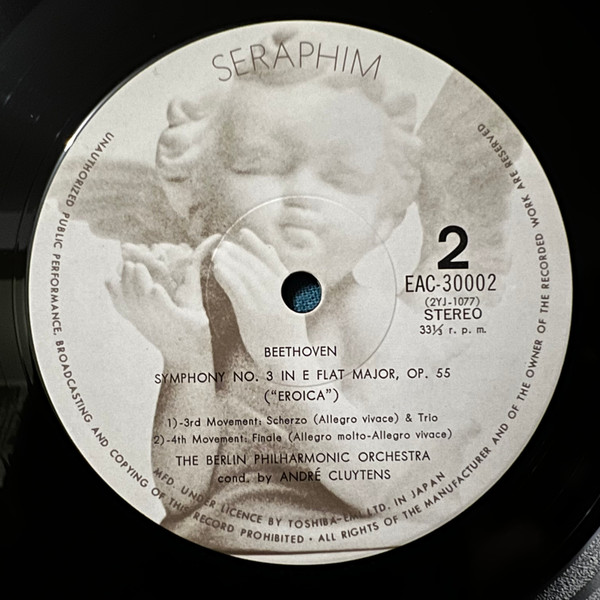 SERAPHIM
2
EAC-30002
(2YJ-1077)
STEREO
33⅓ r. p. m.
BEETHOVEN
SYMPHONY NO. 3 IN E FLAT MAJOR, OP. 55
("EROICA")
1)-3rd Movement: Scherzo (Allegro vivace) & Trio
2)-4th Movement: Finale (Allegro molto-Allegro vivace)
THE BERLIN PHILHARMONIC ORCHESTRA
cond. by ANDRÉ CLUYTENS
MFD. UNDER LICENCE BY TOSHIBA-EMI LTD. IN JAPAN
UNAUTHORIZED PUBLIC PERFORMANCE, BROADCASTING AND COPYING OF THE RECORD PROHIBITED • ALL RIGHTS OF THE MANUFACTURER AND OF THE OWNER OF THE RECORDED WORK ARE RESERVED